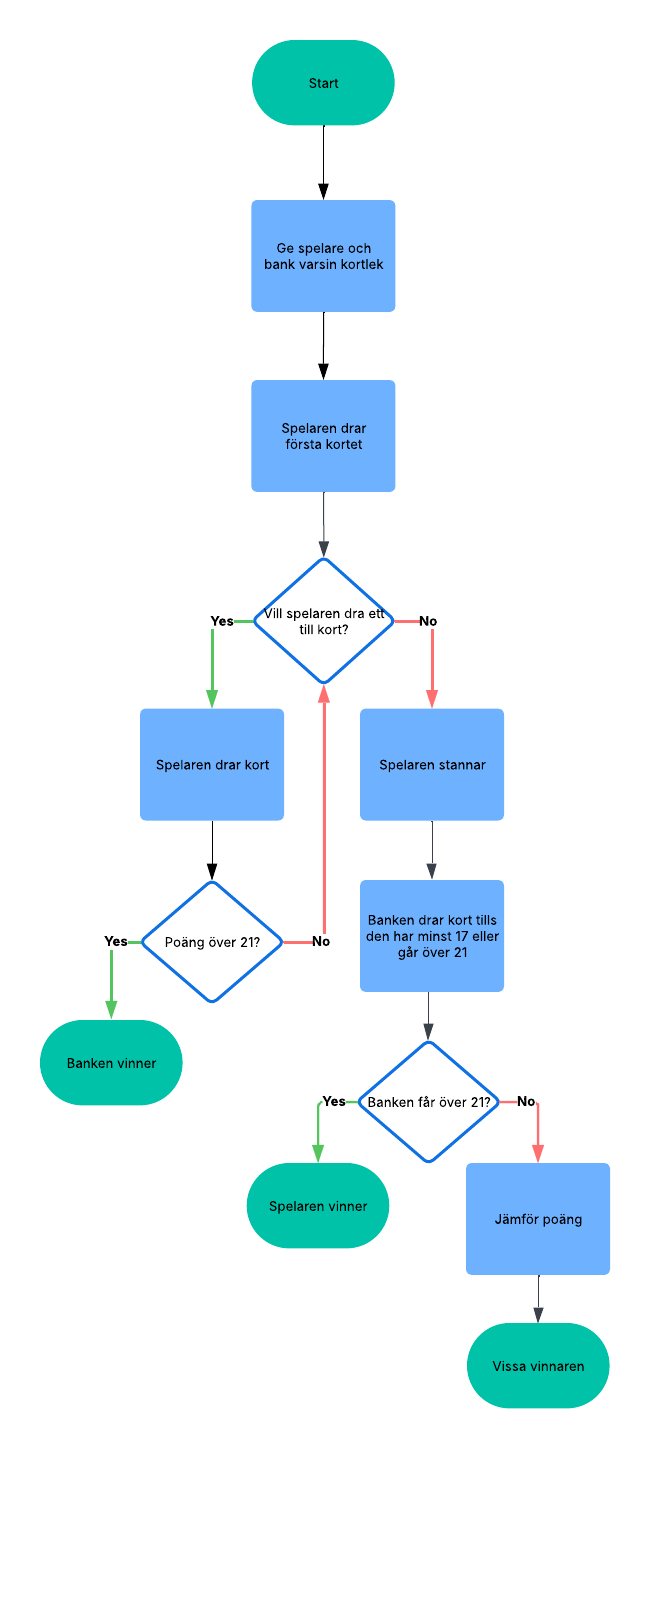 Start
Ge spelare och
bank varsin kortlek
Spelaren drar
första kortet
Vill spelaren dra ett
till kort?
Yes
No
Spelaren drar kort
Spelaren stannar
Poäng över 21?
Yes
No
Banken drar kort tills
den har minst 17 eller
går över 21
Banken vinner
Banken får över 21?
Yes
No
Spelaren vinner
Jämför poäng
Vissa vinnaren